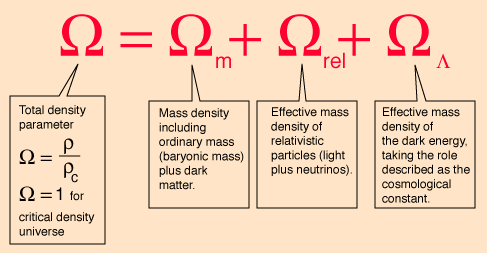 Ω = Ωm + Ωrel + ΩΛ
Total density
parameter
Ω = ρ/ρc
Ω = 1 for
critical density
universe
Mass density
including
ordinary mass
(baryonic mass)
plus dark
matter.
Effective mass
density of
relativistic
particles (light
plus neutrinos).
Effective mass
density of
the dark energy,
taking the role
described as the
cosmological
constant.